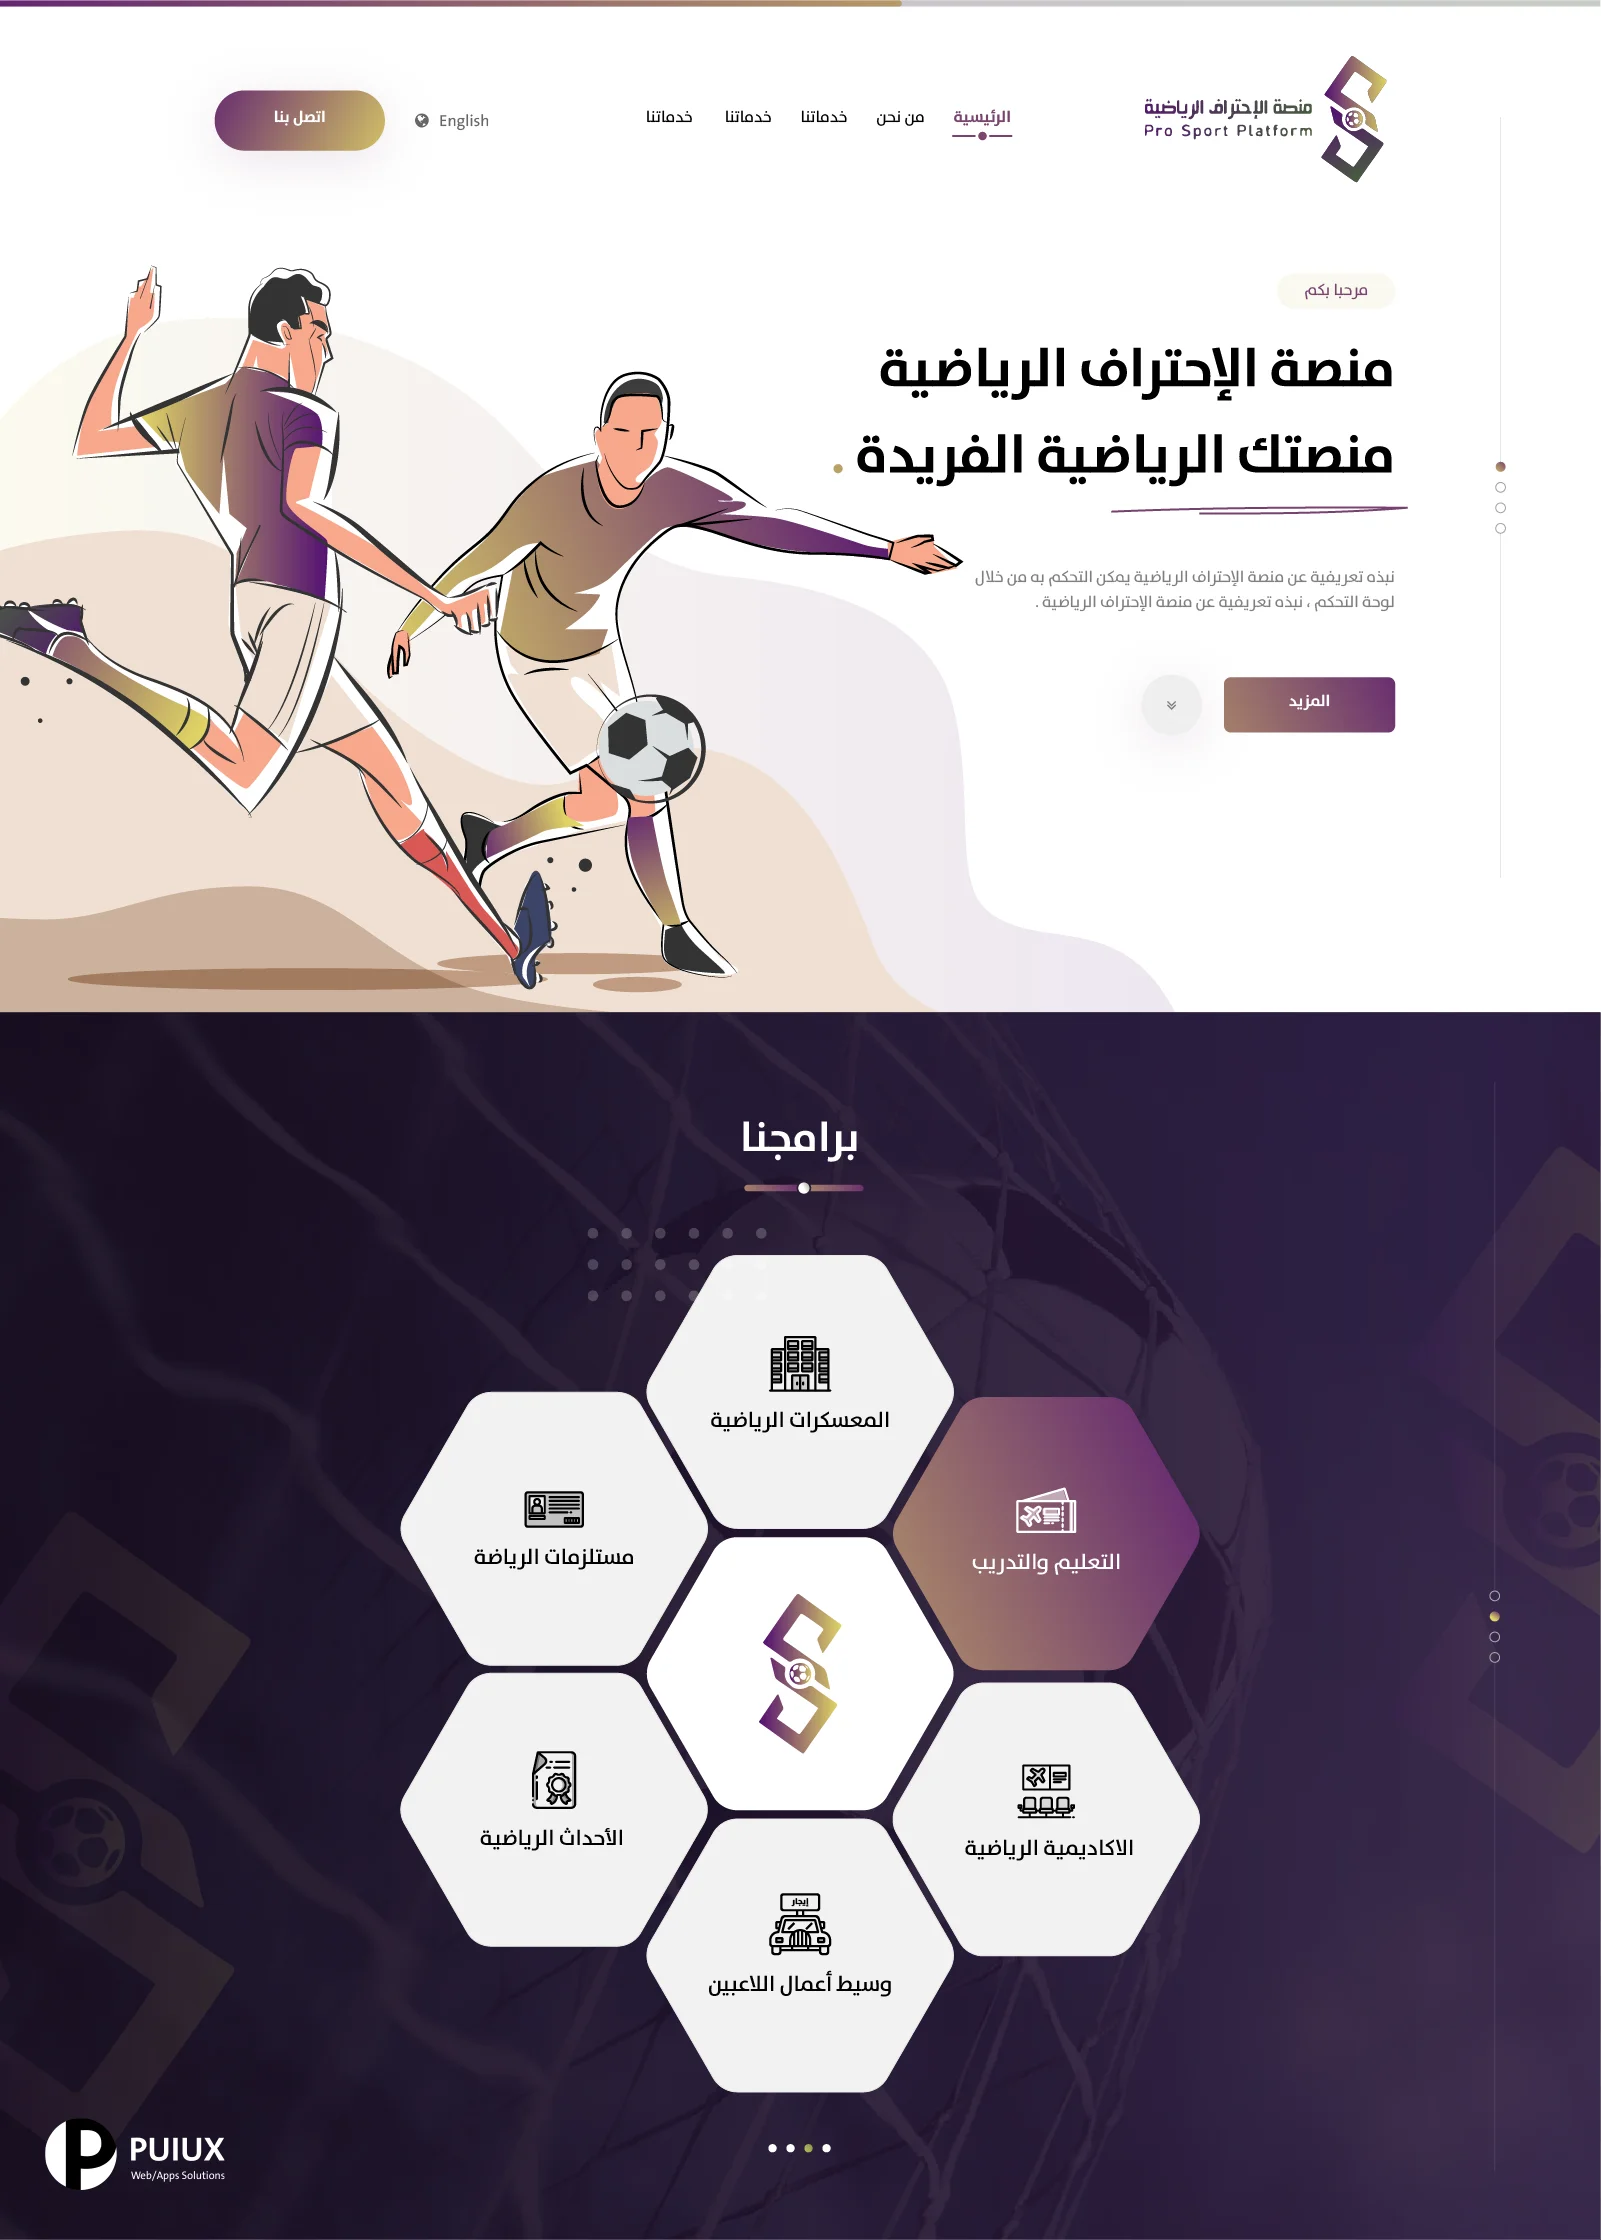 منصة الإحتراف الرياضية
Pro Sport Platform
الرئيسية
من نحن
خدماتنا
خدماتنا
خدماتنا
English
اتصل بنا
مرحبا بكم
منصة الإحتراف الرياضية
منصتك الرياضية الفريدة .
نبذه تعريفية عن منصة الإحتراف الرياضية يمكن التحكم به من خلال
لوحة التحكم ، نبذه تعريفية عن منصة الإحتراف الرياضية .
المزيد
برامجنا
المعسكرات الرياضية
التعليم والتدريب
مستلزمات الرياضة
الاكاديمية الرياضية
الأحداث الرياضية
إيجار
وسيط أعمال اللاعبين
PUIUX
Web/Apps Solutions